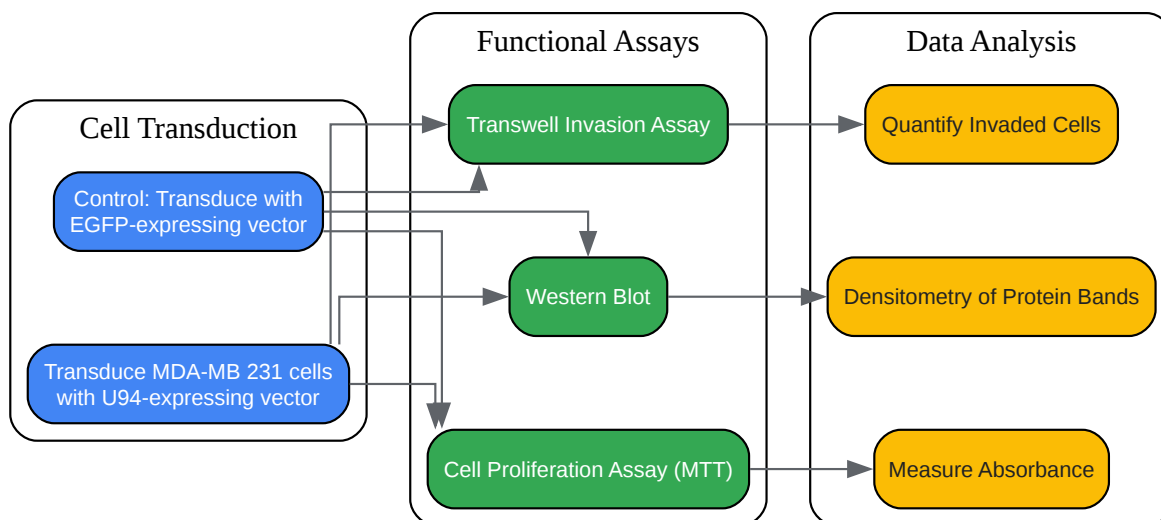 Cell Transduction
Control: Transduce with
EGFP-expressing vector
Transduce MDA-MB 231 cells
with U94-expressing vector
Functional Assays
Transwell Invasion Assay
Western Blot
Cell Proliferation Assay (MTT)
Data Analysis
Quantify Invaded Cells
Densitometry of Protein Bands
Measure Absorbance